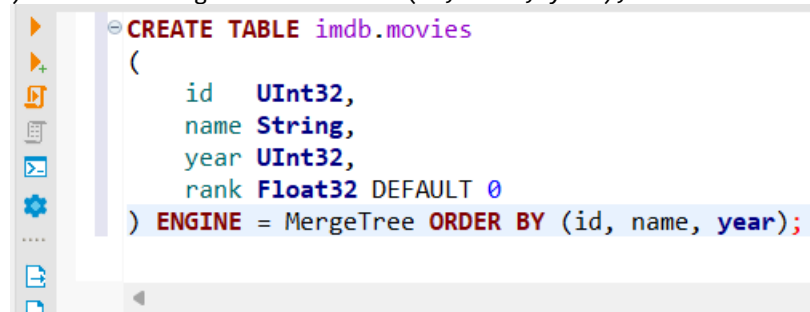 CREATE TABLE imdb.movies
(
    id   UInt32,
    name String,
    year UInt32,
    rank Float32 DEFAULT 0
) ENGINE = MergeTree ORDER BY (id, name, year);